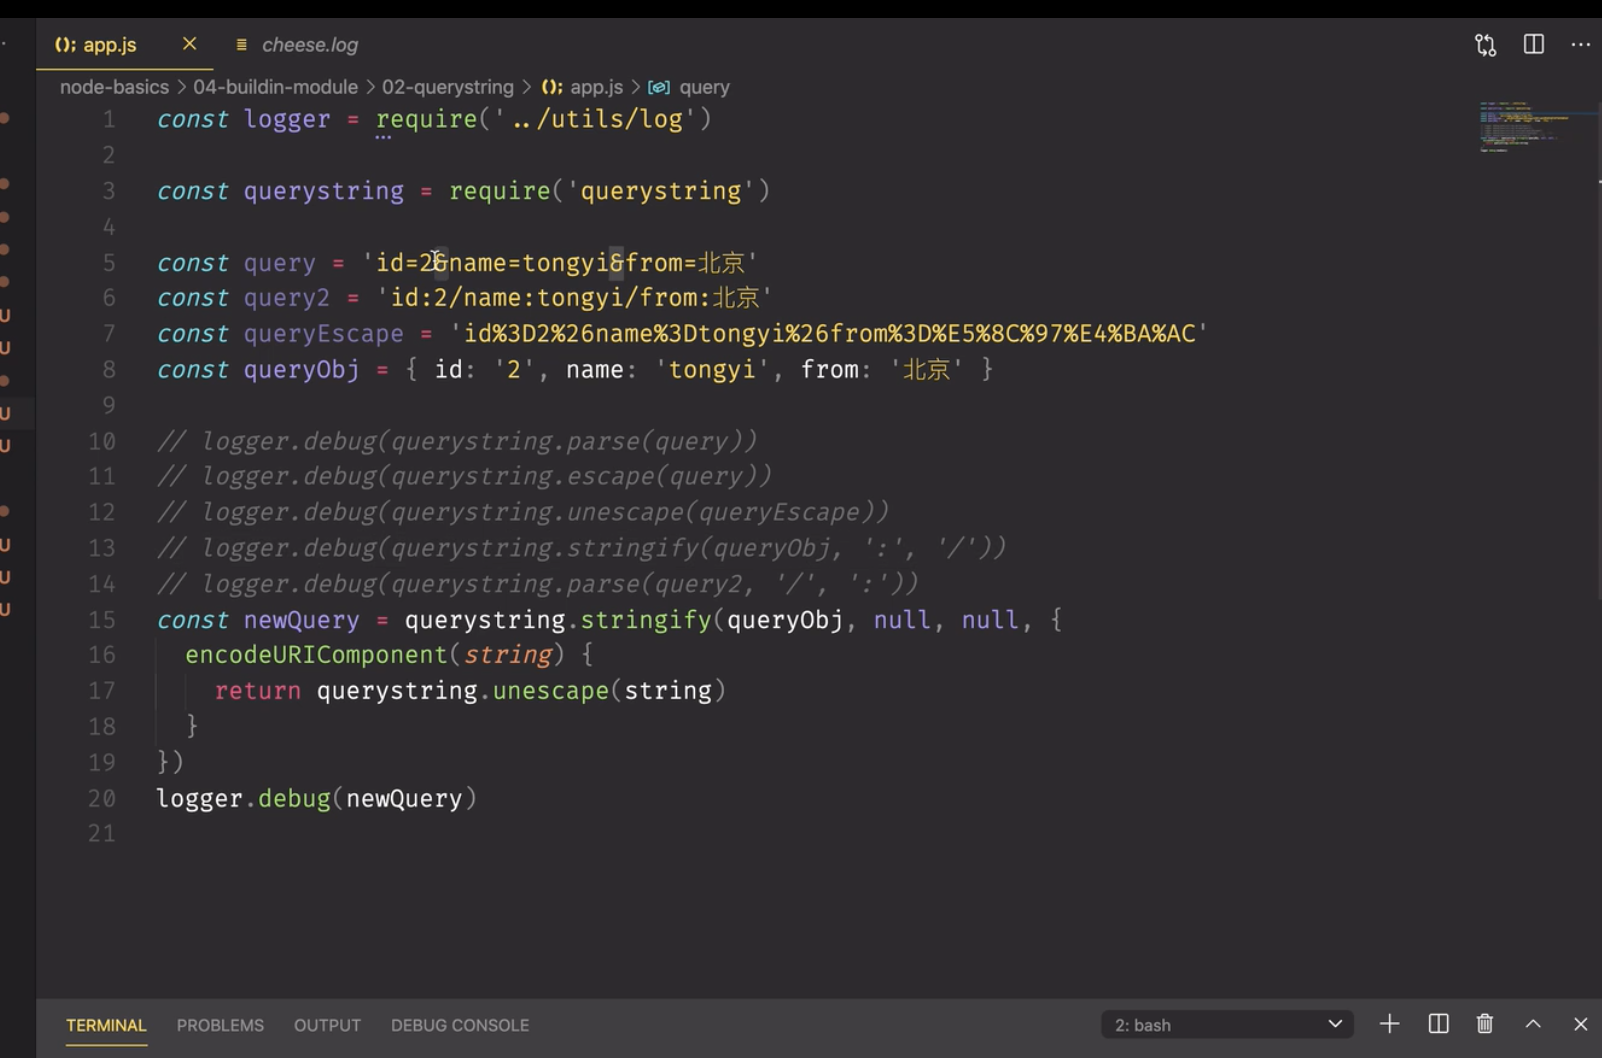 app.js cheese.log
node-basics > 04-buildin-module > 02-querystring > app.js > query
1 const logger = require('../utils/log')
2
3 const querystring = require('querystring')
4
5 const query = 'id=2&name=tongyi&from=北京'
6 const query2 = 'id:2/name:tongyi/from:北京'
7 const queryEscape = 'id%3D2%26name%3Dtongyi%26from%3D%E5%8C%97%E4%BA%AC'
8 const queryObj = { id: '2', name: 'tongyi', from: '北京' }
9
10 // logger.debug(querystring.parse(query))
11 // logger.debug(querystring.escape(query))
12 // logger.debug(querystring.unescape(queryEscape))
13 // logger.debug(querystring.stringify(queryObj, ':', '/'))
14 // logger.debug(querystring.parse(query2, '/', ':'))
15 const newQuery = querystring.stringify(queryObj, null, null, {
16 encodeURIComponent(string) {
17 return querystring.unescape(string)
18 }
19 })
20 logger.debug(newQuery)
21
U
U
U
U
U
U
U
TERMINAL PROBLEMS OUTPUT DEBUG CONSOLE 2: bash